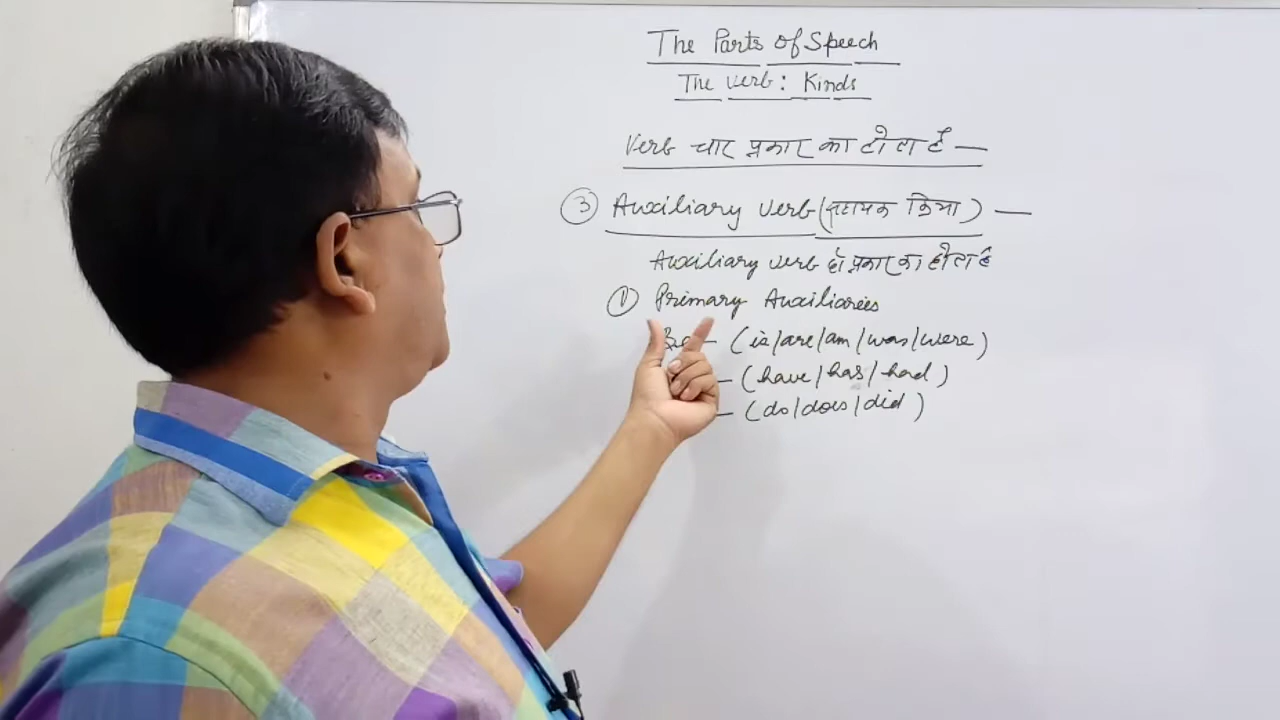 The Parts of Speech
The Verb: Kinds
Verb चार प्रकार का होता है —
③ Auxiliary Verb (सहायक क्रिया) —
Auxiliary verb दो प्रकार का होता है
① Primary Auxiliaries
Be — (is/are/am/was/were)
— (have/has/had)
— (do/does/did)